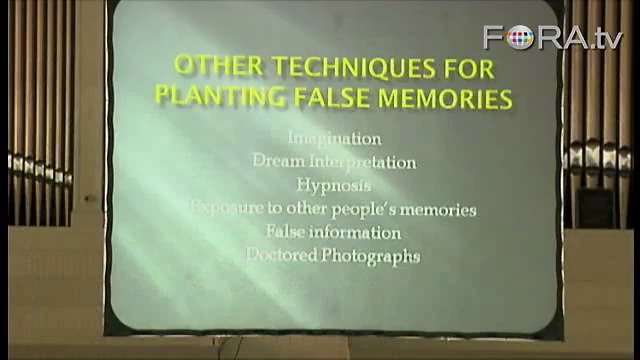 FORA.tv
OTHER TECHNIQUES FOR
PLANTING FALSE MEMORIES
Imagination
Dream Interpretation
Hypnosis
Exposure to other people's memories
False information
Doctored Photographs